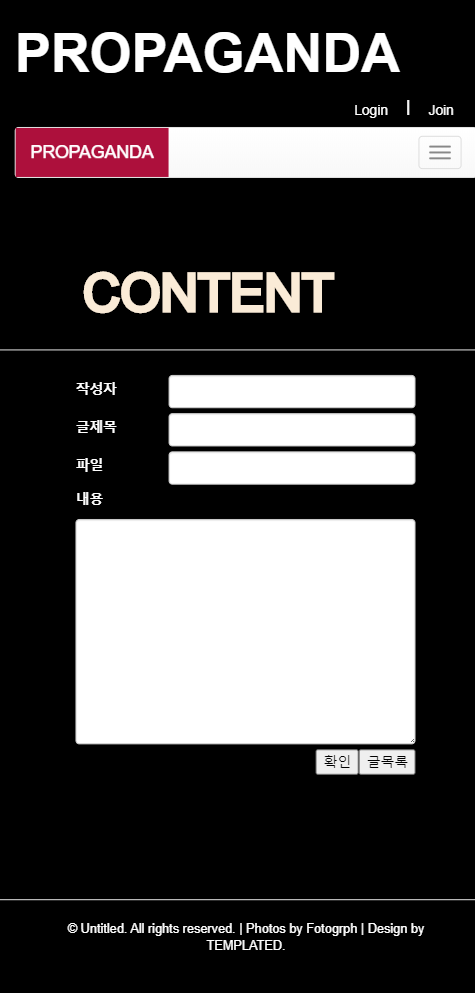 PROPAGANDA
Login | Join
PROPAGANDA
CONTENT
작성자
글제목
파일
내용
확인 글목록
© Untitled. All rights reserved. | Photos by Fotogrph | Design by
TEMPLATED.